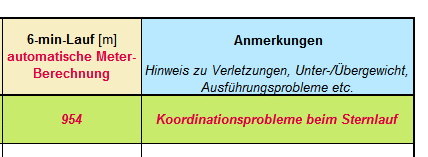 6-min-Lauf [m]
automatische Meter-
Berechnung
Anmerkungen
Hinweis zu Verletzungen, Unter-/Übergewicht,
Ausführungsprobleme etc.
954
Koordinationsprobleme beim Sternlauf